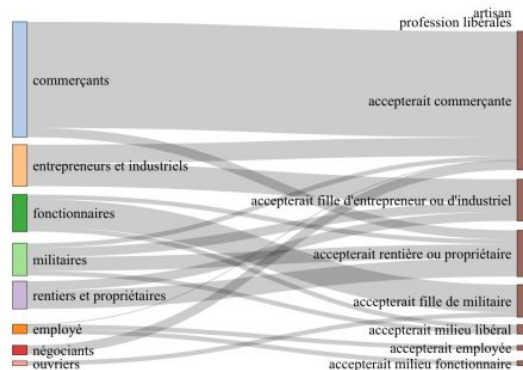 artisan
profession libérales
commerçants
accepterait commerçante
entrepreneurs et industriels
accepterait fille d'entrepreneur ou d'industriel
fonctionnaires
accepterait rentière ou propriétaire
militaires
rentiers et propriétaires
accepterait fille de militaire
employé
accepterait milieu libéral
négociants
accepterait employée
ouvriers
accepterait milieu fonctionnaire